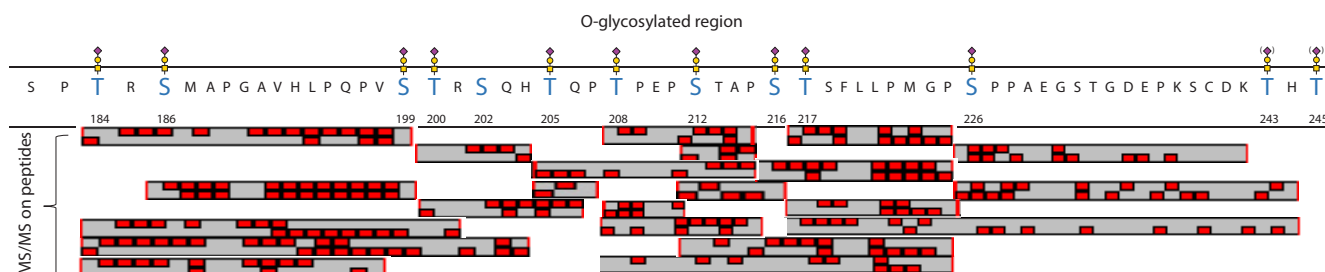 O-glycosylated region
S P T R S M A P G A V H L P Q P V S T R S Q H T Q P T P E P S T A P S T S F L L P M G P S P P A E G S T G D E P K S C D K T H T
184 186 199 200 202 205 208 212 216 217 226 243 245
MS/MS on peptides